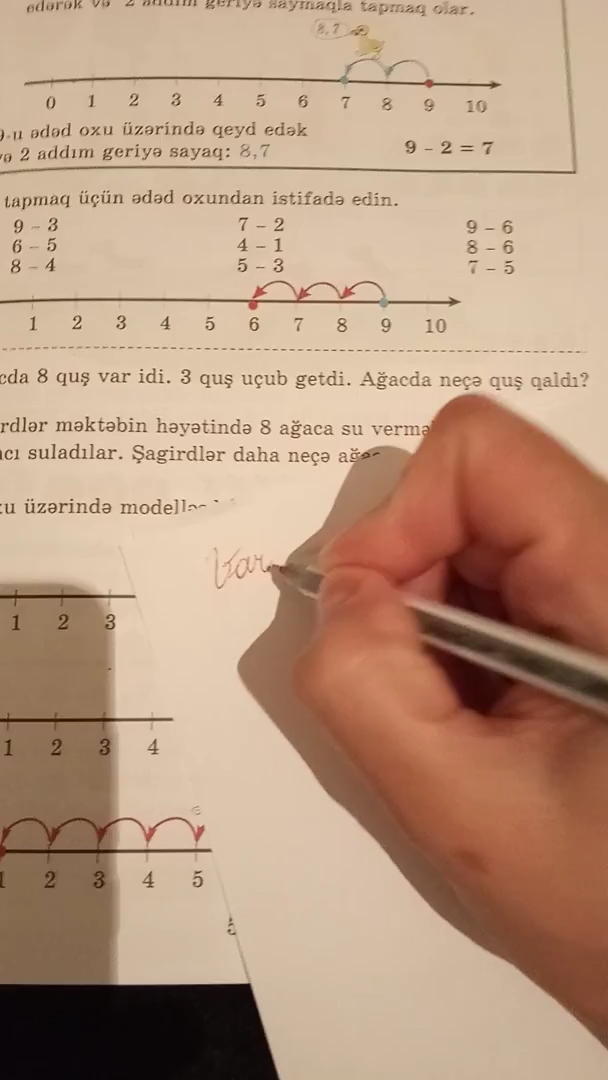 ədərək və 2 addım geriyə saymaqla tapmaq olar.
8,7
0 1 2 3 4 5 6 7 8 9 10
9-u ədəd oxu üzərində qeyd edək
və 2 addım geriyə sayaq: 8,7
9 - 2 = 7
tapmaq üçün ədəd oxundan istifadə edin.
9 - 3 7 - 2 9 - 6
6 - 5 4 - 1 8 - 6
8 - 4 5 - 3 7 - 5
1 2 3 4 5 6 7 8 9 10
cda 8 quş var idi. 3 quş uçub getdi. Ağacda neçə quş qaldı?
rdlər məktəbin həyətində 8 ağaca su vermə
acı suladılar. Şagirdlər daha neçə
u üzərində modellə
Var
1 2 3
1 2 3 4
1 2 3 4 5